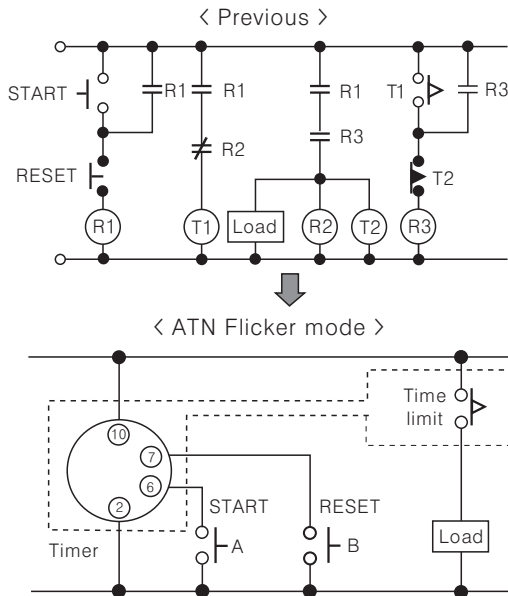 < Previous >
START
R1
R1
R1
T1
R3
R2
R3
RESET
T2
R1
T1
Load
R2
T2
R3
< ATN Flicker mode >
Time
limit
10
7
6
2
START
RESET
A
B
Load
Timer